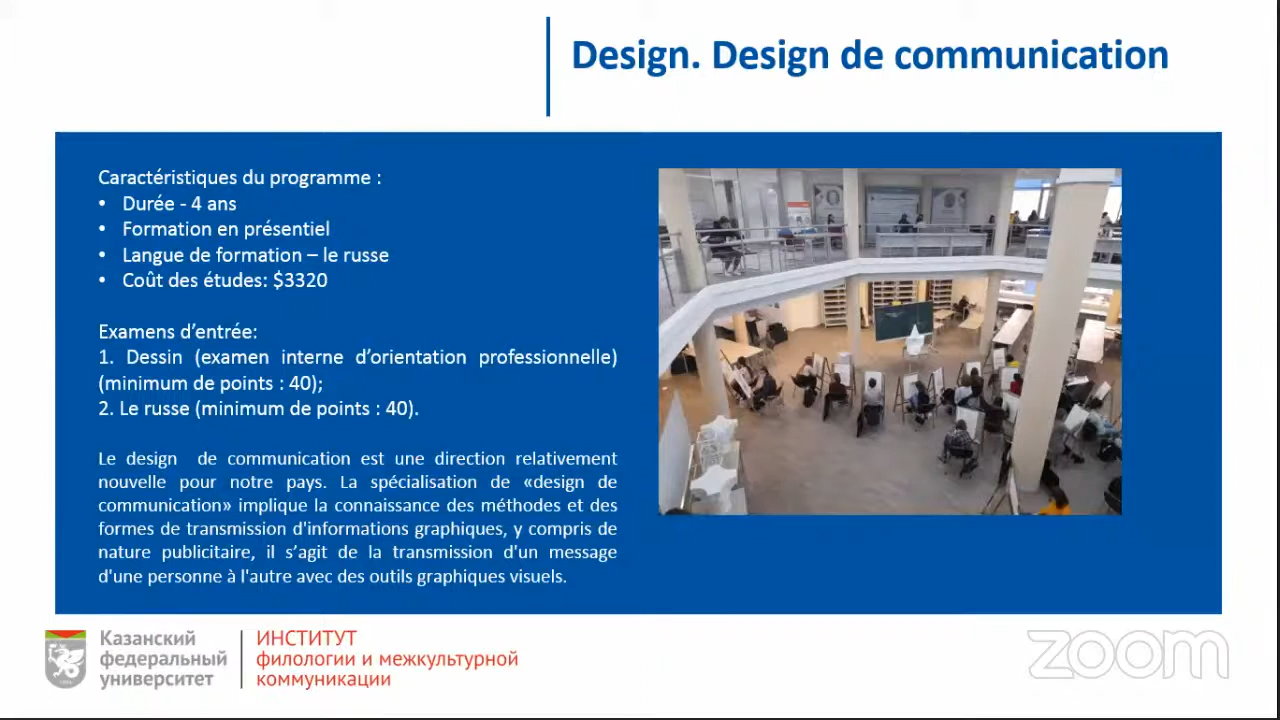 Design. Design de communication
Caractéristiques du programme :
• Durée - 4 ans
• Formation en présentiel
• Langue de formation – le russe
• Coût des études: $3320
Examens d’entrée:
1. Dessin (examen interne d’orientation professionnelle)
(minimum de points : 40);
2. Le russe (minimum de points : 40).
Le design de communication est une direction relativement
nouvelle pour notre pays. La spécialisation de «design de
communication» implique la connaissance des méthodes et des
formes de transmission d'informations graphiques, y compris de
nature publicitaire, il s’agit de la transmission d'un message
d'une personne à l'autre avec des outils graphiques visuels.
Казанский
федеральный
университет
ИНСТИТУТ
филологии и межкультурной
коммуникации
zoom